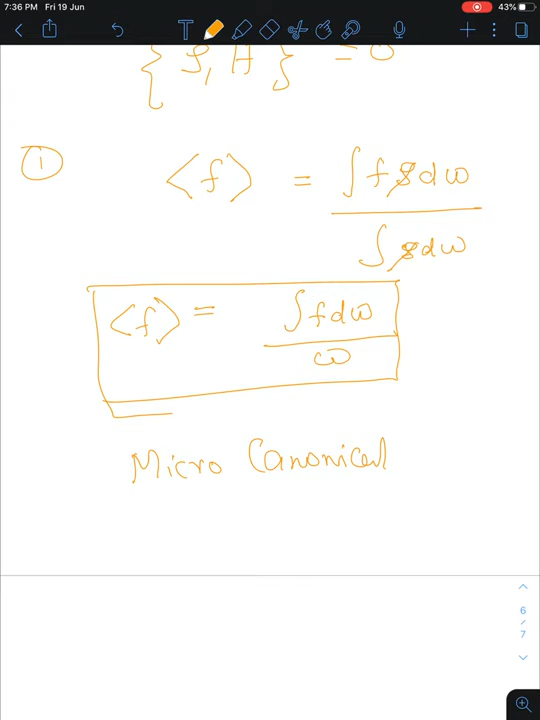 7:36 PM Fri 19 Jun 43%
{ρ, H} = 0
① <f> = ∫f ρ dω / ∫ρ dω
<f> = ∫f dω / ω
Micro Canonical
6 / 7